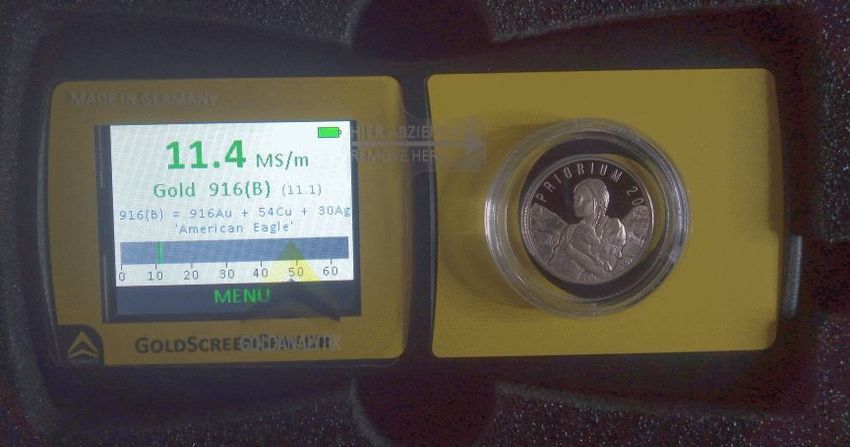 MADE IN GERMANY
11.4 MS/m
Gold 916(B) (11.1)
916(B) = 916Au + 54Cu + 30Ag
'American Eagle'
0 10 20 30 40 50 60
MENU
HIER ABZIEHEN
REMOVE HERE
PRIORIUM 20